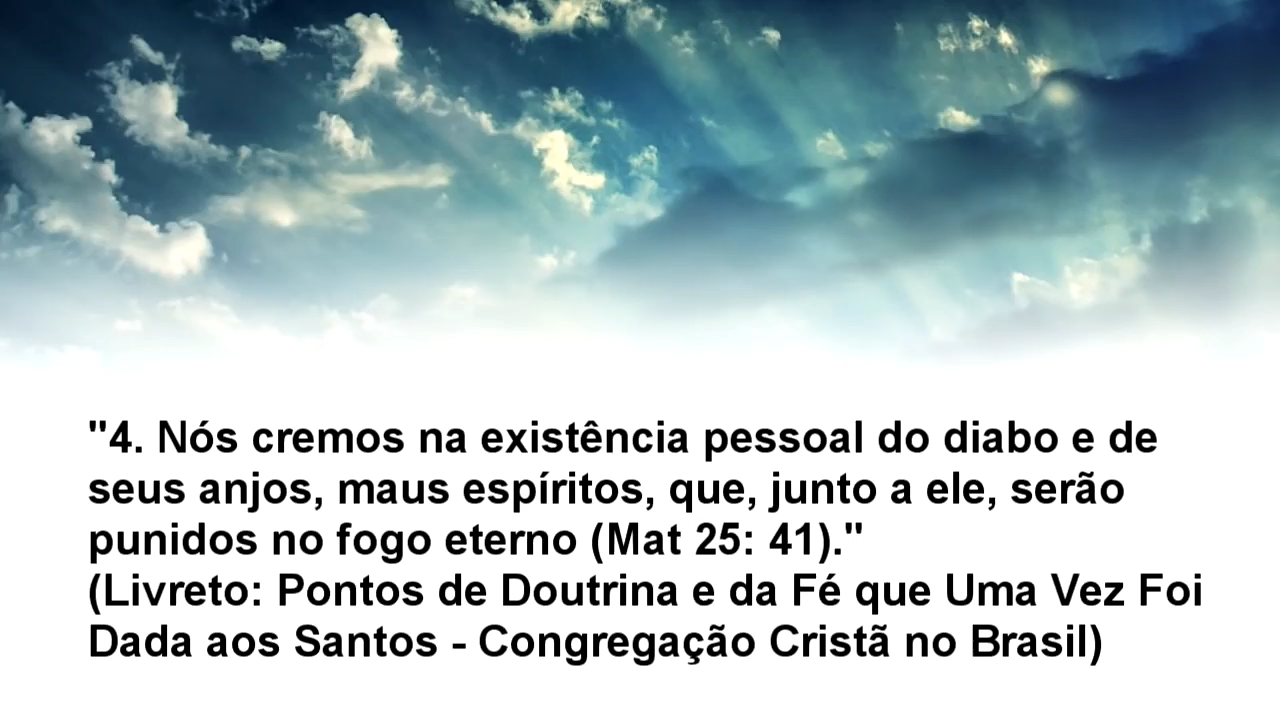 "4. Nós cremos na existência pessoal do diabo e de
seus anjos, maus espíritos, que, junto a ele, serão
punidos no fogo eterno (Mat 25: 41)."
(Livreto: Pontos de Doutrina e da Fé que Uma Vez Foi
Dada aos Santos - Congregação Cristã no Brasil)